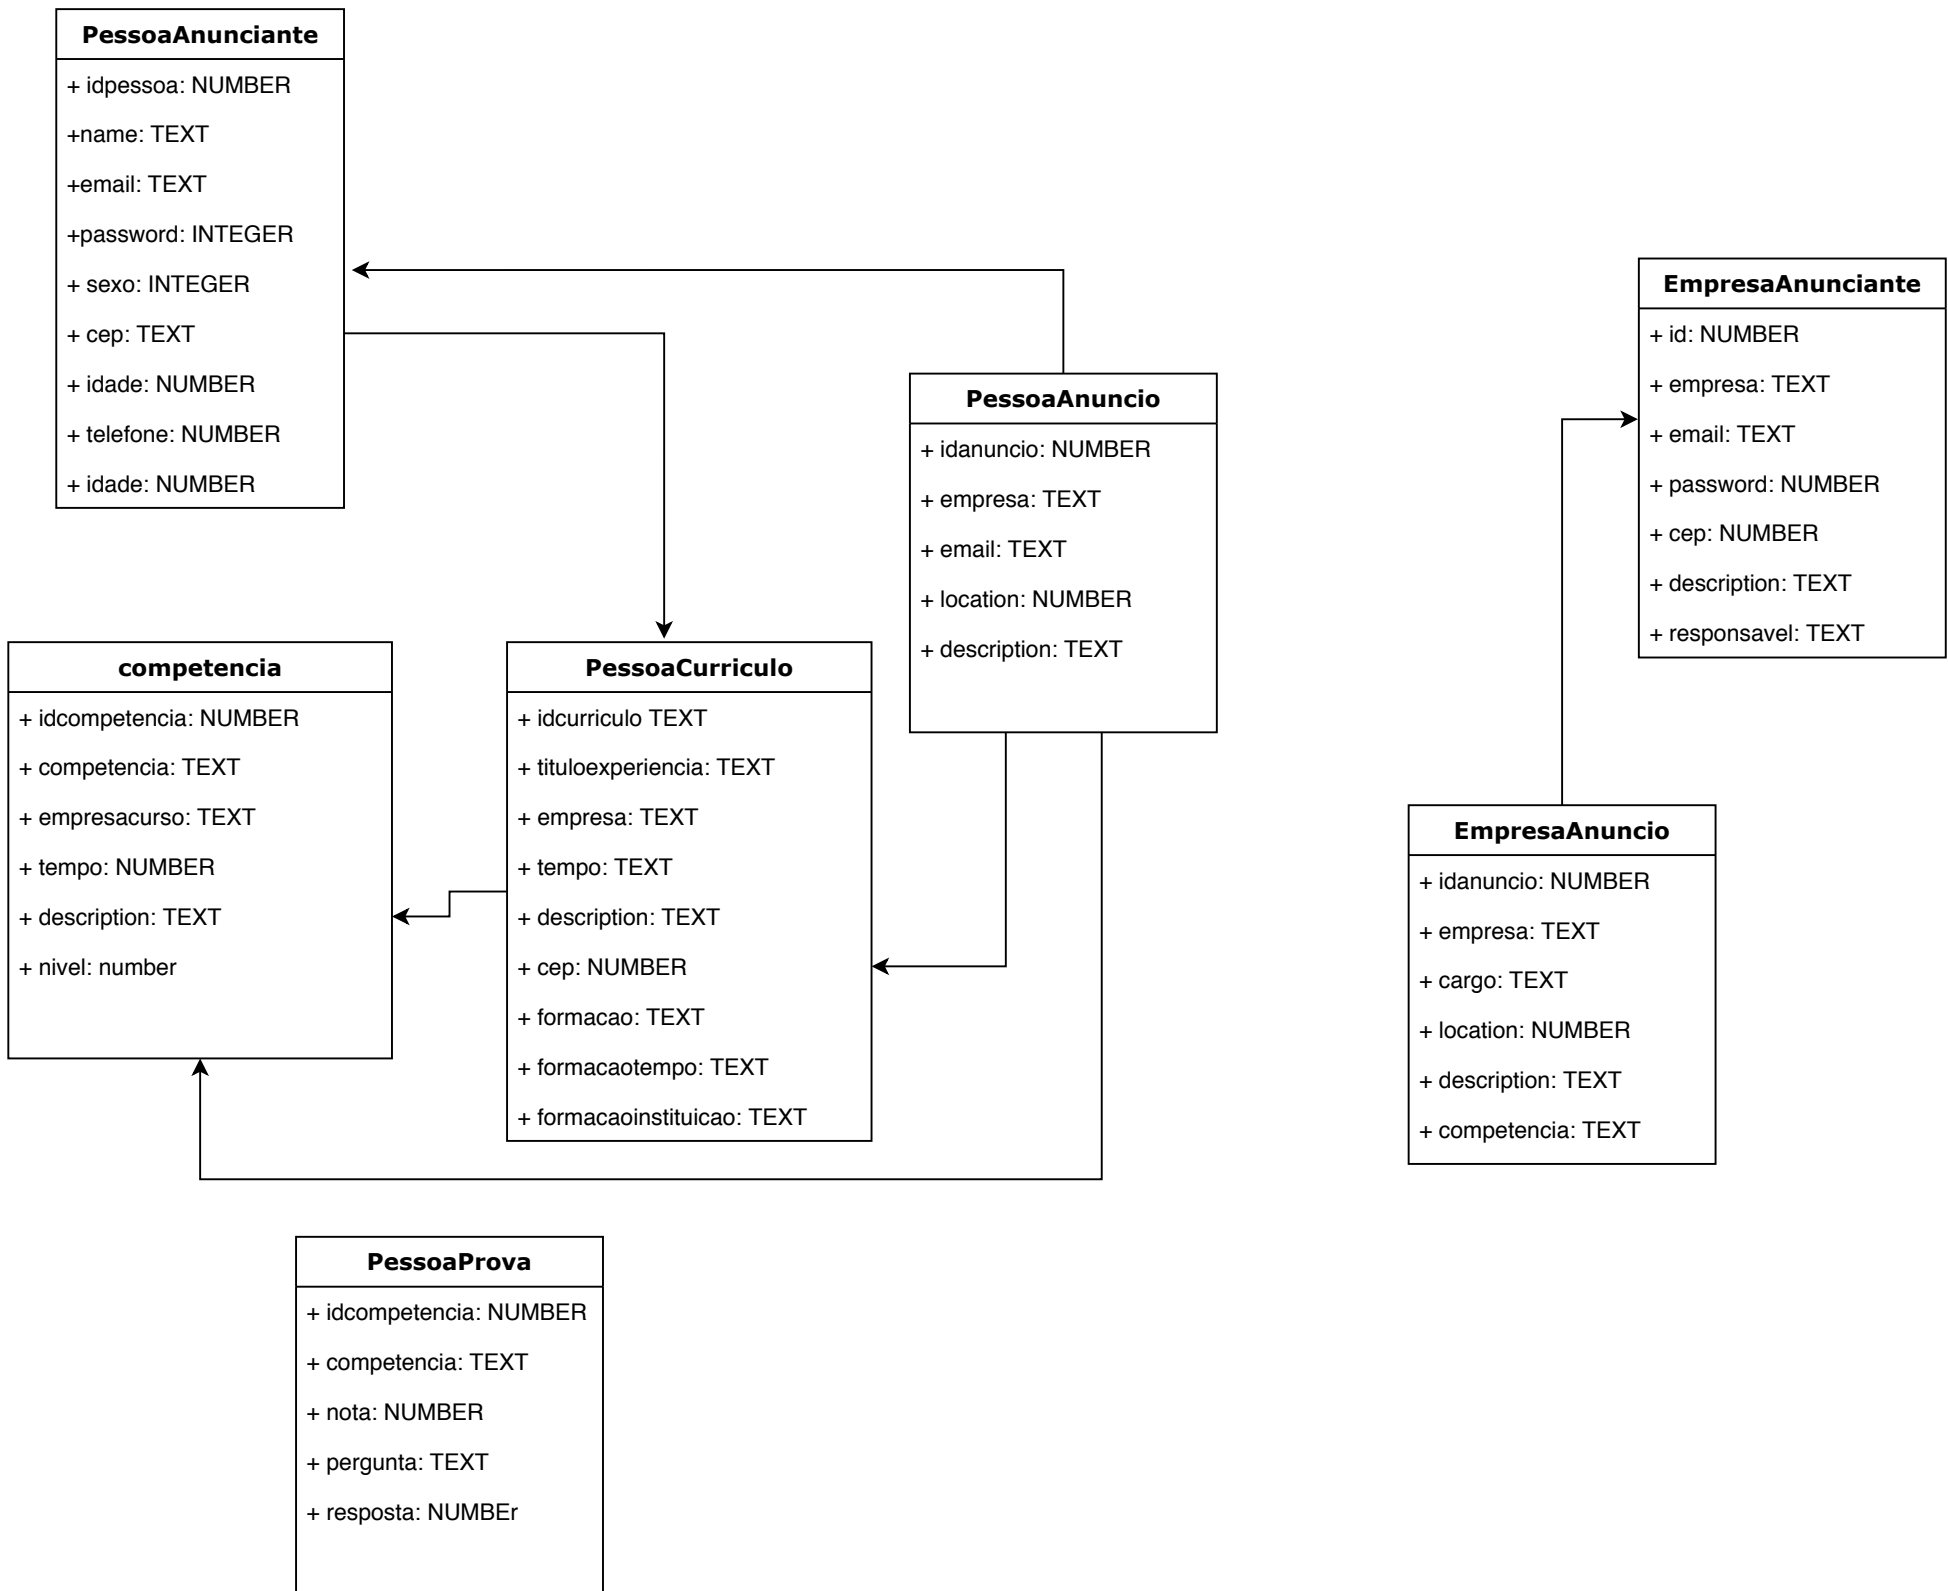 PessoaAnunciante
+ idpessoa: NUMBER
+name: TEXT
+email: TEXT
+password: INTEGER
+ sexo: INTEGER
+ cep: TEXT
+ idade: NUMBER
+ telefone: NUMBER
+ idade: NUMBER
EmpresaAnunciante
+ id: NUMBER
+ empresa: TEXT
+ email: TEXT
+ password: NUMBER
+ cep: NUMBER
+ description: TEXT
+ responsavel: TEXT
PessoaAnuncio
+ idanuncio: NUMBER
+ empresa: TEXT
+ email: TEXT
+ location: NUMBER
+ description: TEXT
competencia
+ idcompetencia: NUMBER
+ competencia: TEXT
+ empresacurso: TEXT
+ tempo: NUMBER
+ description: TEXT
+ nivel: number
PessoaCurriculo
+ idcurriculo TEXT
+ tituloexperiencia: TEXT
+ empresa: TEXT
+ tempo: TEXT
+ description: TEXT
+ cep: NUMBER
+ formacao: TEXT
+ formacaotempo: TEXT
+ formacaoinstituicao: TEXT
EmpresaAnuncio
+ idanuncio: NUMBER
+ empresa: TEXT
+ cargo: TEXT
+ location: NUMBER
+ description: TEXT
+ competencia: TEXT
PessoaProva
+ idcompetencia: NUMBER
+ competencia: TEXT
+ nota: NUMBER
+ pergunta: TEXT
+ resposta: NUMBEr